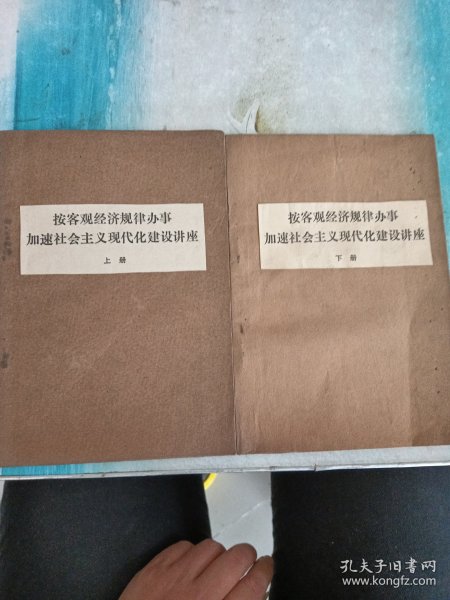 按客观经济规律办事
加速社会主义现代化建设讲座
上册
按客观经济规律办事
加速社会主义现代化建设讲座
下册
孔夫子旧书网
www.kongfz.com